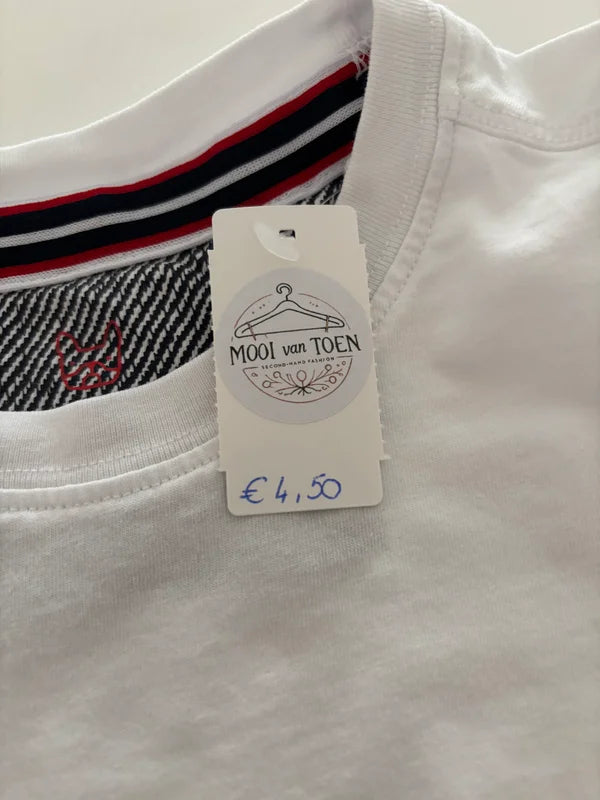 MOOI van TOEN
SECOND-HAND FASHION
€ 4,50